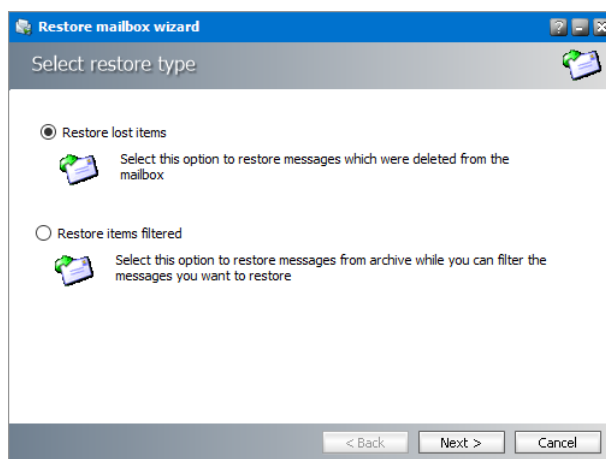 Restore mailbox wizard
Select restore type
Restore lost items
Select this option to restore messages which were deleted from the
mailbox
Restore items filtered
Select this option to restore messages from archive while you can filter the
messages you want to restore
< Back Next > Cancel